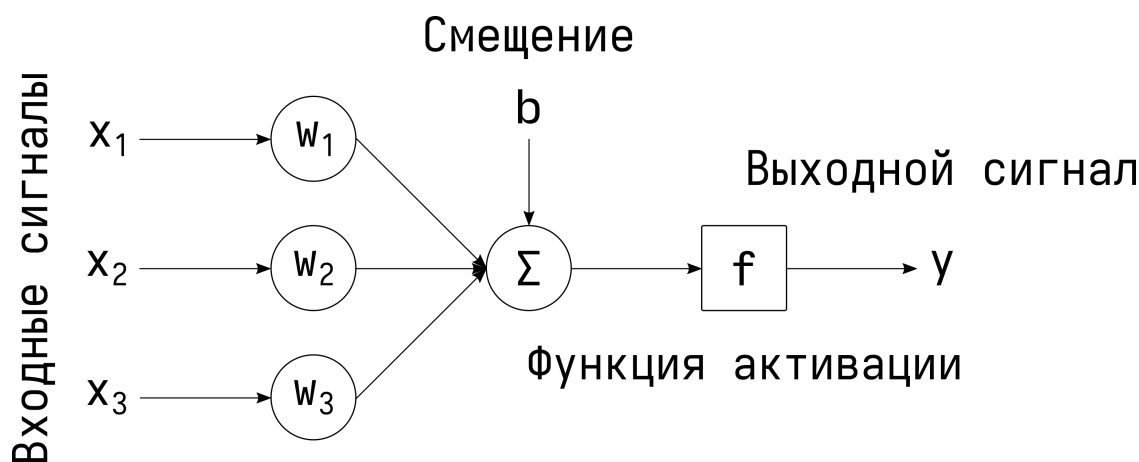 Смещение
b
Входные сигналы
x₁
w₁
Выходной сигнал
x₂
w₂
Σ
f
y
Функция активации
x₃
w₃